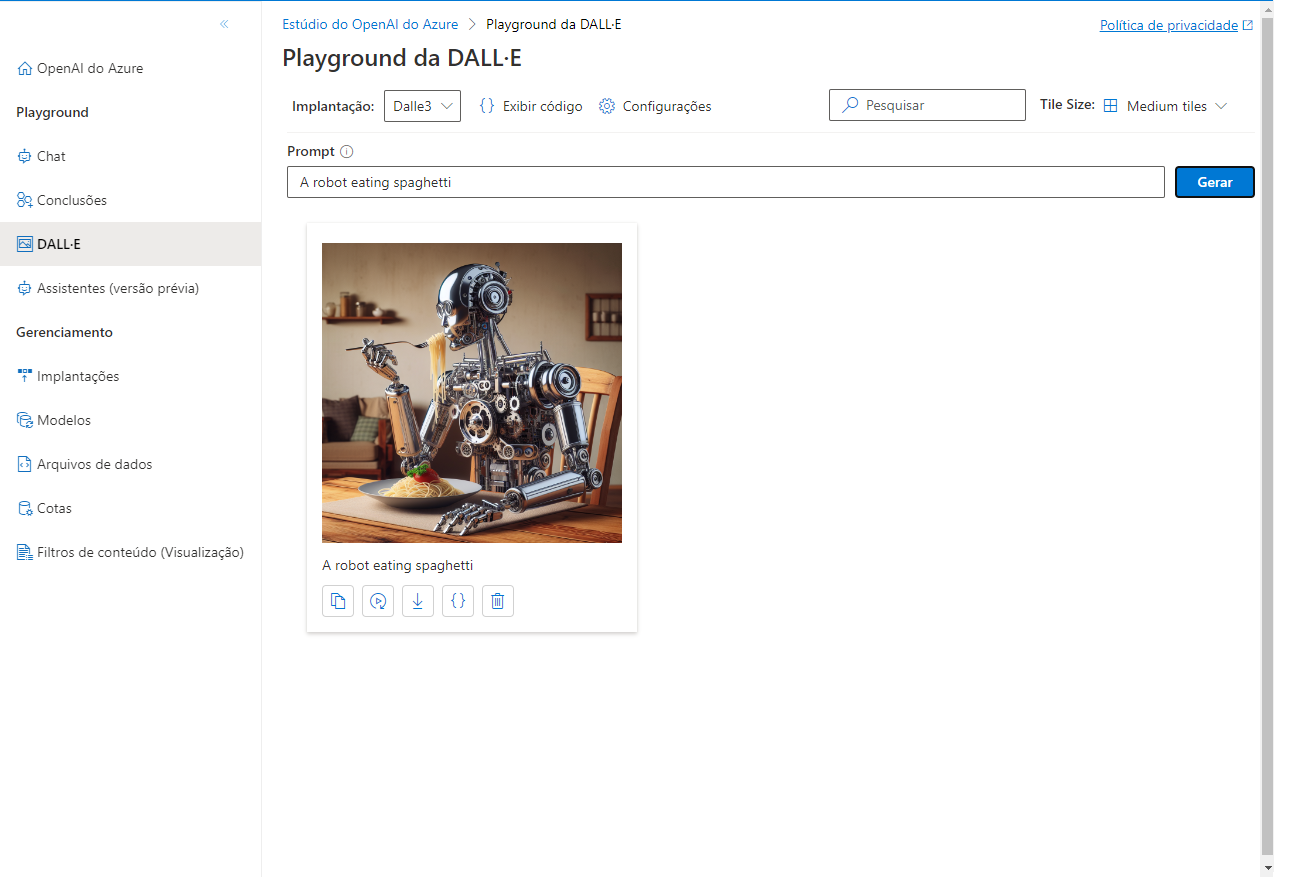 Estúdio do OpenAI do Azure > Playground da DALL·E
Política de privacidade
Playground da DALL·E
Implantação: Dalle3 {} Exibir código Configurações Pesquisar Tile Size: Medium tiles
Prompt
A robot eating spaghetti Gerar
OpenAI do Azure
Playground
Chat
Conclusões
DALL·E
Assistentes (versão prévia)
Gerenciamento
Implantações
Modelos
Arquivos de dados
Cotas
Filtros de conteúdo (Visualização)
A robot eating spaghetti